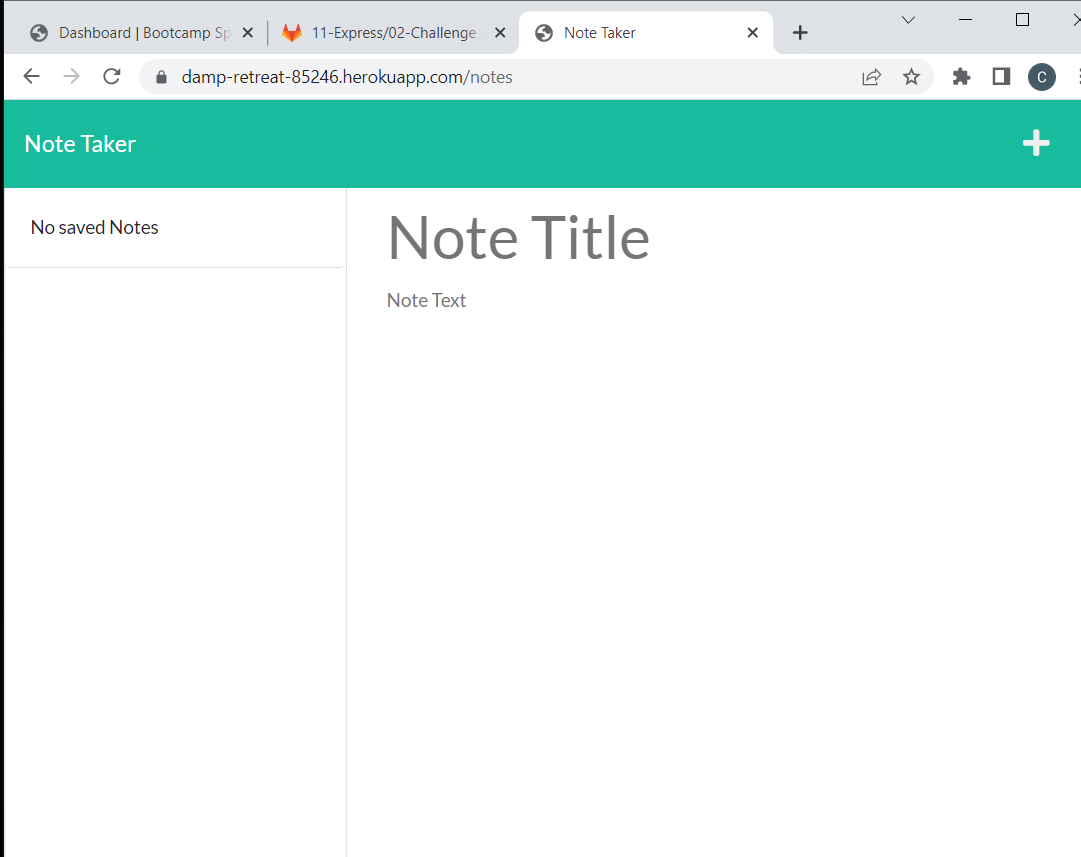 Dashboard | Bootcamp Sp
11-Express/02-Challenge
Note Taker
damp-retreat-85246.herokuapp.com/notes
C
Note Taker
No saved Notes
Note Title
Note Text